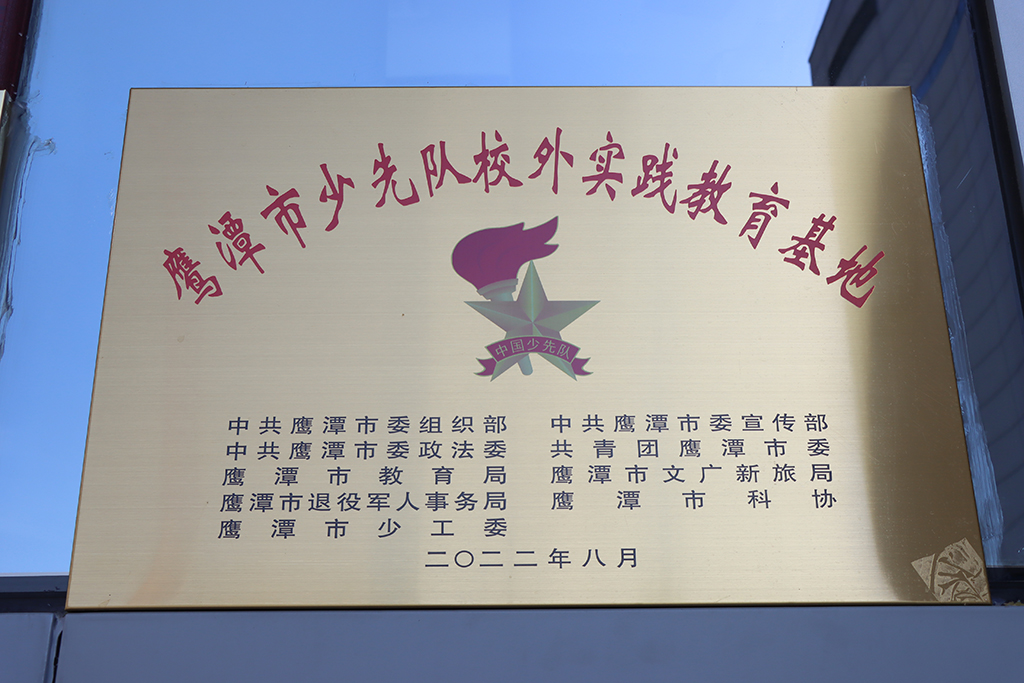 鹰潭市少先队校外实践教育基地
中国少先队
中共鹰潭市委组织部 中共鹰潭市委宣传部
中共鹰潭市委政法委 共青团鹰潭市委
鹰潭市教育局 鹰潭市文广新旅局
鹰潭市退役军人事务局 鹰潭市科协
鹰潭市少工委
二〇二二年八月